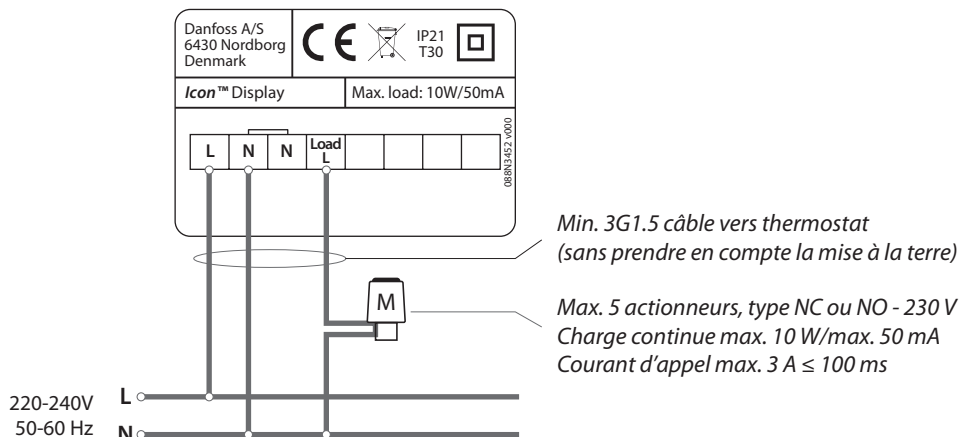 Danfoss A/S
6430 Nordborg
Denmark
CE
IP21
T30
Icon™ Display
Max. load: 10W/50mA
L N N Load L
088N3452 v000
Min. 3G1.5 câble vers thermostat
(sans prendre en compte la mise à la terre)
M
Max. 5 actionneurs, type NC ou NO - 230 V
Charge continue max. 10 W/max. 50 mA
Courant d’appel max. 3 A ≤ 100 ms
220-240V
50-60 Hz
L
N